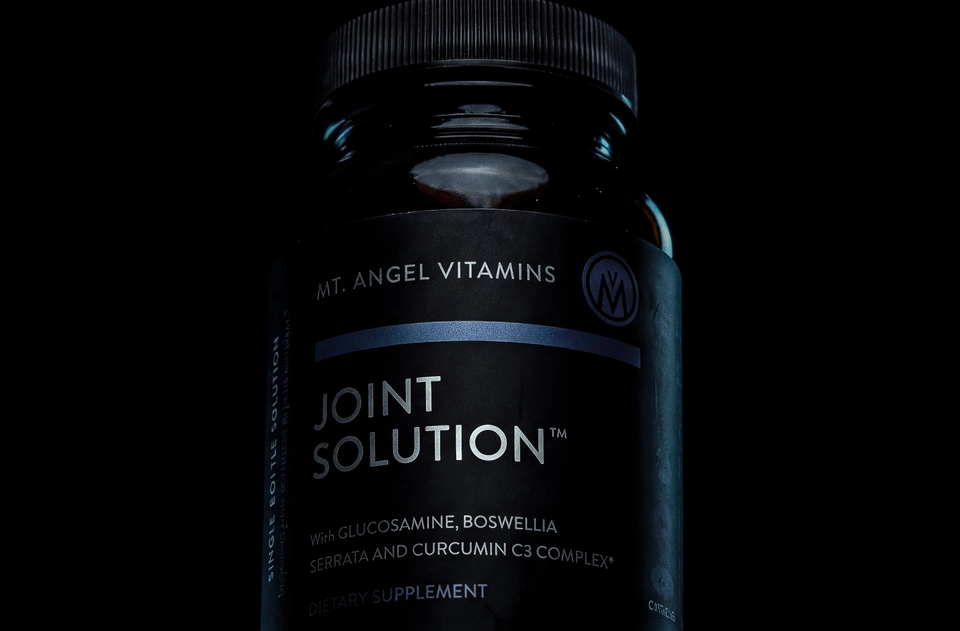 MT. ANGEL VITAMINS
JOINT
SOLUTION™
With GLUCOSAMINE, BOSWELLIA
SERRATA AND CURCUMIN C3 COMPLEX®
DIETARY SUPPLEMENT
SINGLE BOTTLE SOLUTION